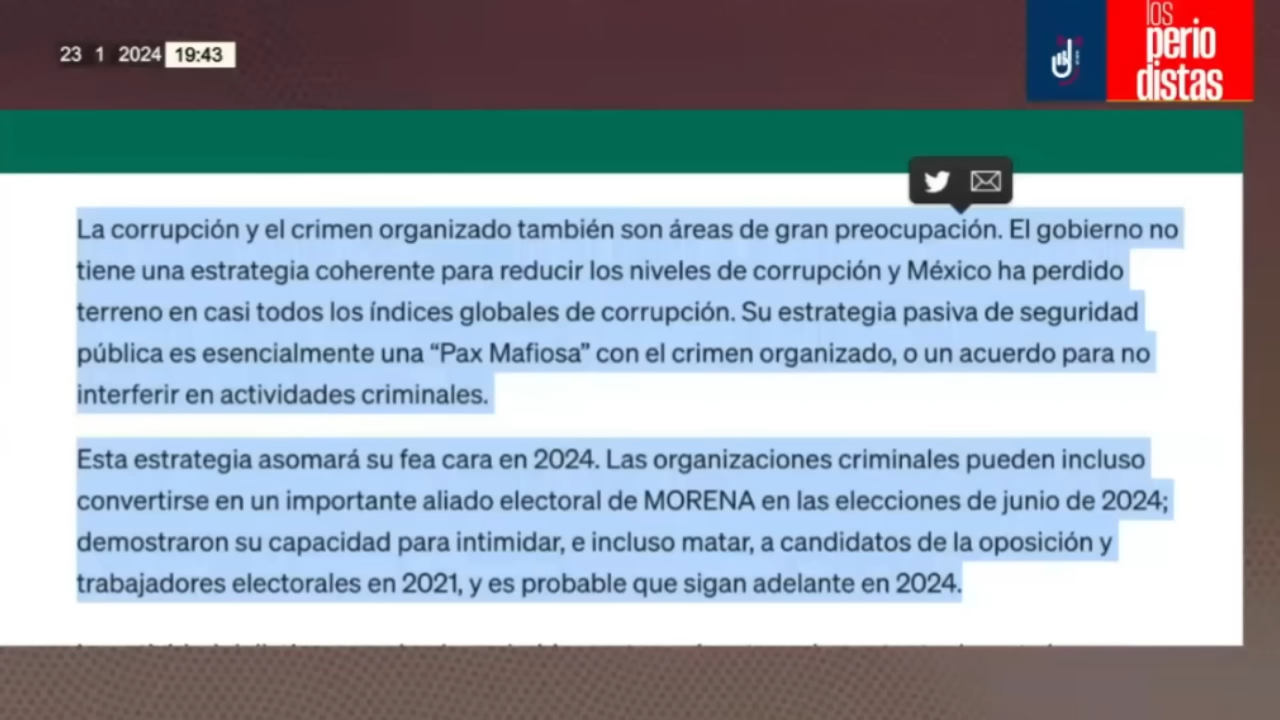 23 1 2024 19:43
los
perio
distas
La corrupción y el crimen organizado también son áreas de gran preocupación. El gobierno no
tiene una estrategia coherente para reducir los niveles de corrupción y México ha perdido
terreno en casi todos los índices globales de corrupción. Su estrategia pasiva de seguridad
pública es esencialmente una “Pax Mafiosa” con el crimen organizado, o un acuerdo para no
interferir en actividades criminales.
Esta estrategia asomará su fea cara en 2024. Las organizaciones criminales pueden incluso
convertirse en un importante aliado electoral de MORENA en las elecciones de junio de 2024;
demostraron su capacidad para intimidar, e incluso matar, a candidatos de la oposición y
trabajadores electorales en 2021, y es probable que sigan adelante en 2024.